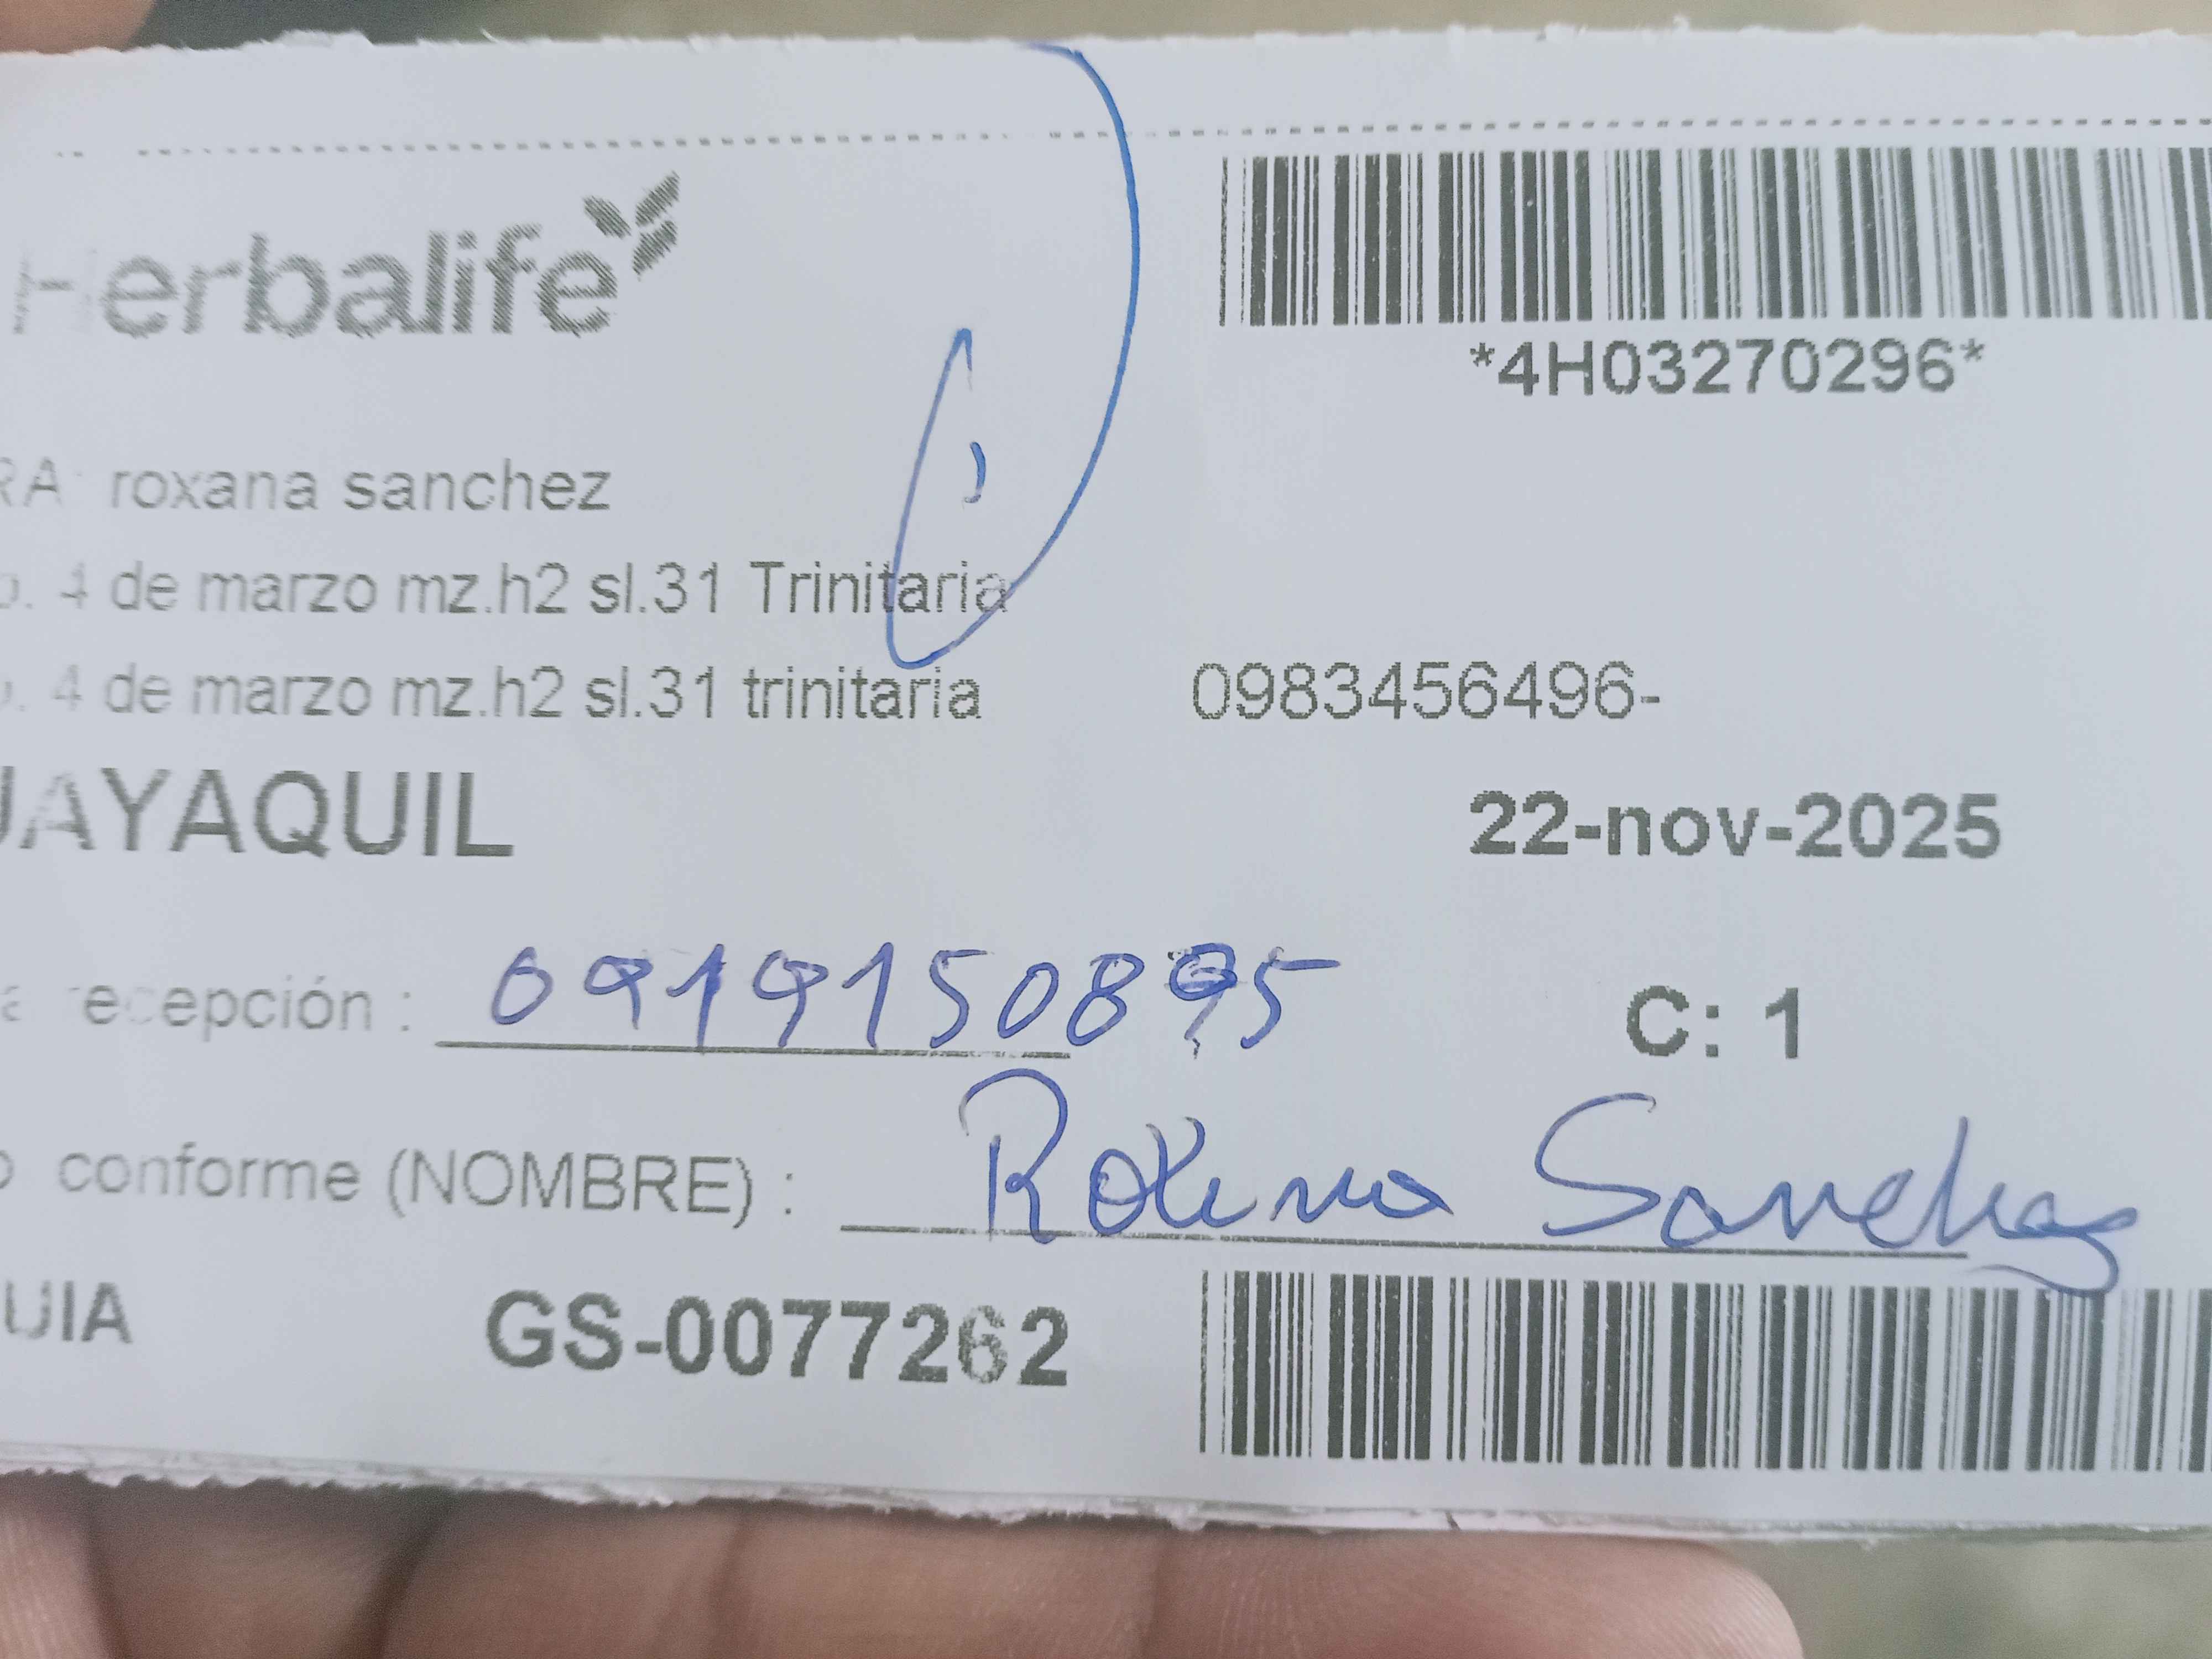 Herbalife
*4H03270296*
RA: roxana sanchez
4 de marzo mz.h2 sl.31 Trinitaria
4 de marzo mz.h2 sl.31 trinitaria 0983456496-
UAYAQUIL 22-nov-2025
recepción : 0919150895 C: 1
conforme (NOMBRE) : Roxana Sanchez
UIA GS-0077262